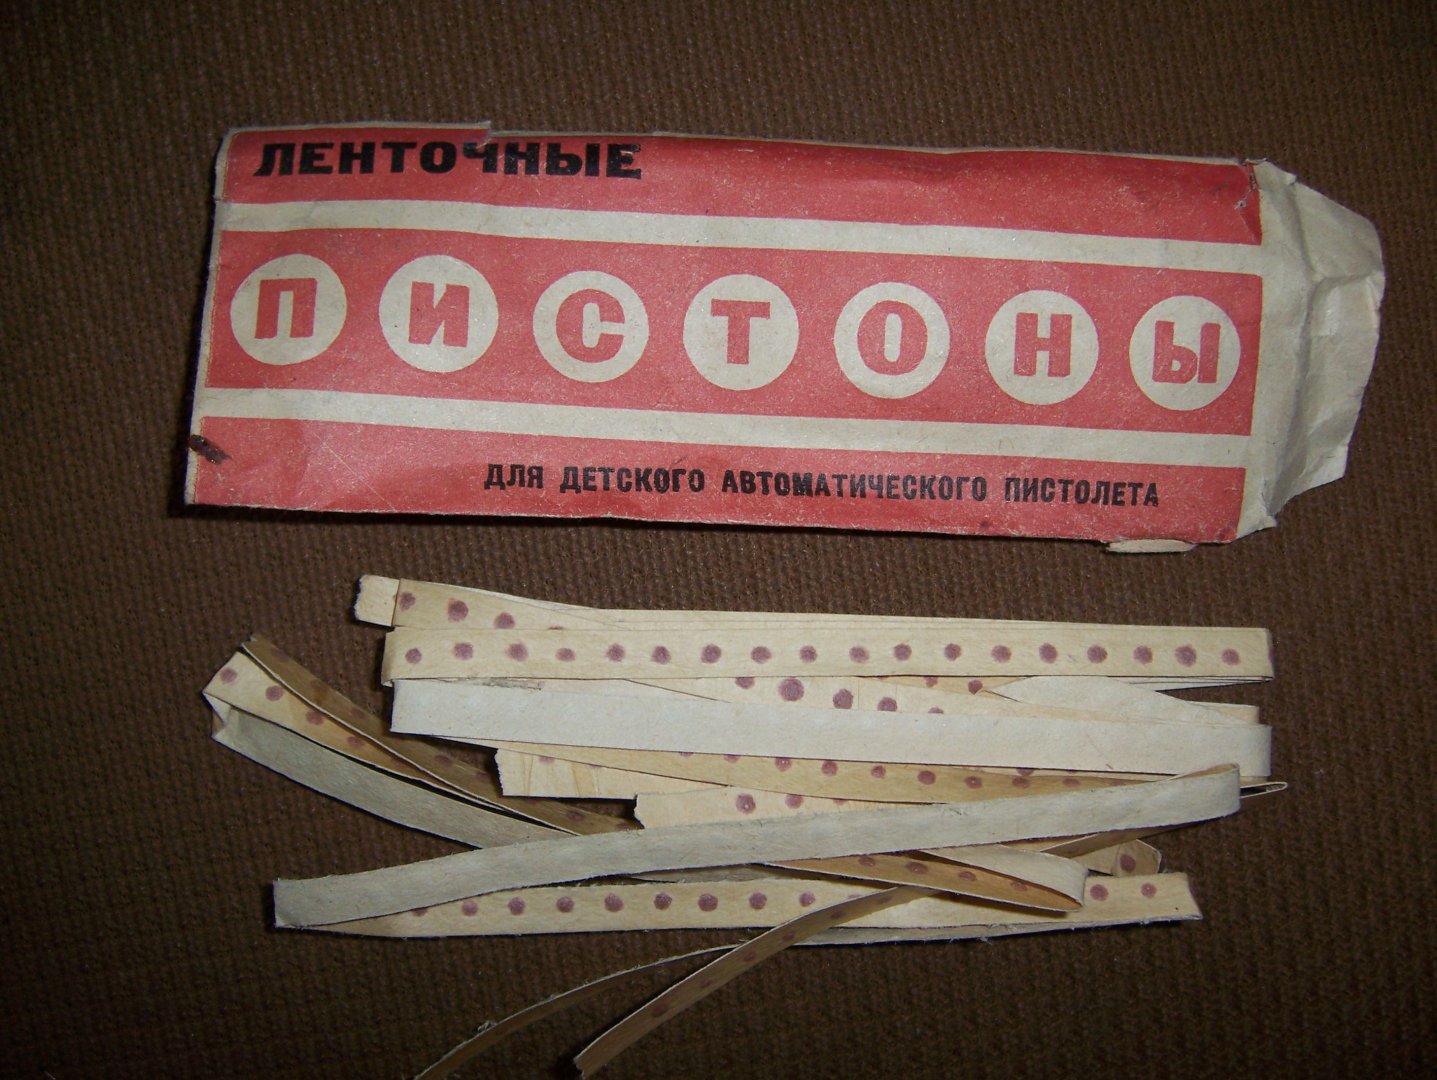 ЛЕНТОЧНЫЕ
ПИСТОНЫ
ДЛЯ ДЕТСКОГО АВТОМАТИЧЕСКОГО ПИСТОЛЕТА